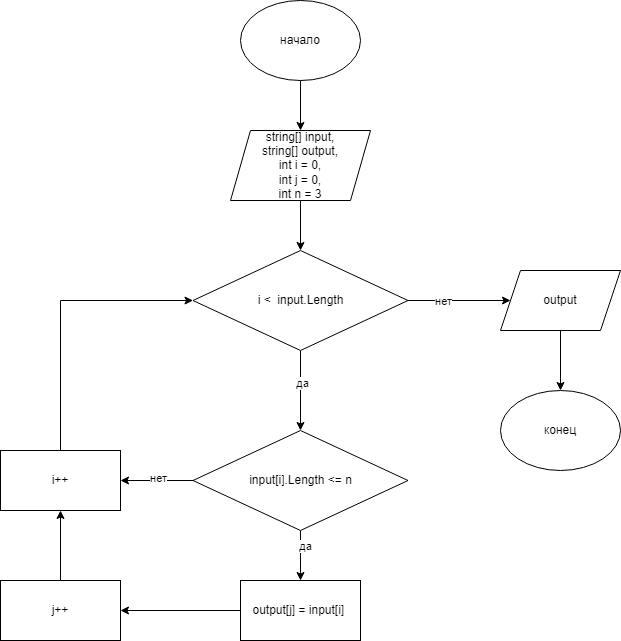 начало
string[] input,
string[] output,
int i = 0,
int j = 0,
int n = 3
i <  input.Length
нет
output
да
конец
i++
нет
input[i].Length <= n
да
j++
output[j] = input[i]